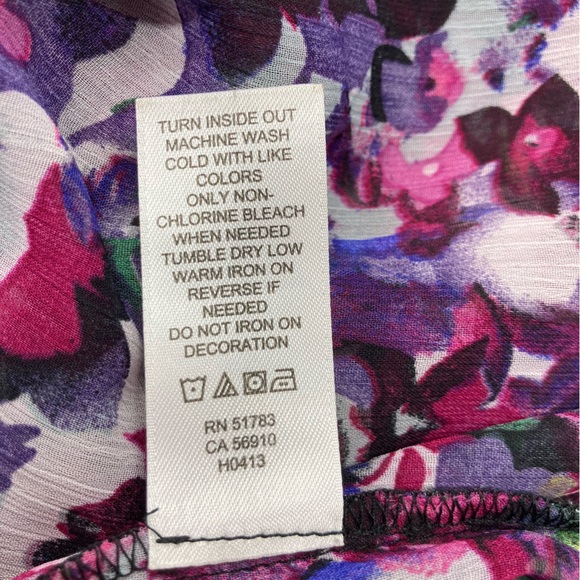 TURN INSIDE OUT
MACHINE WASH
COLD WITH LIKE
COLORS
ONLY NON-
CHLORINE BLEACH
WHEN NEEDED
TUMBLE DRY LOW
WARM IRON ON
REVERSE IF
NEEDED
DO NOT IRON ON
DECORATION
RN 51783
CA 56910
H0413